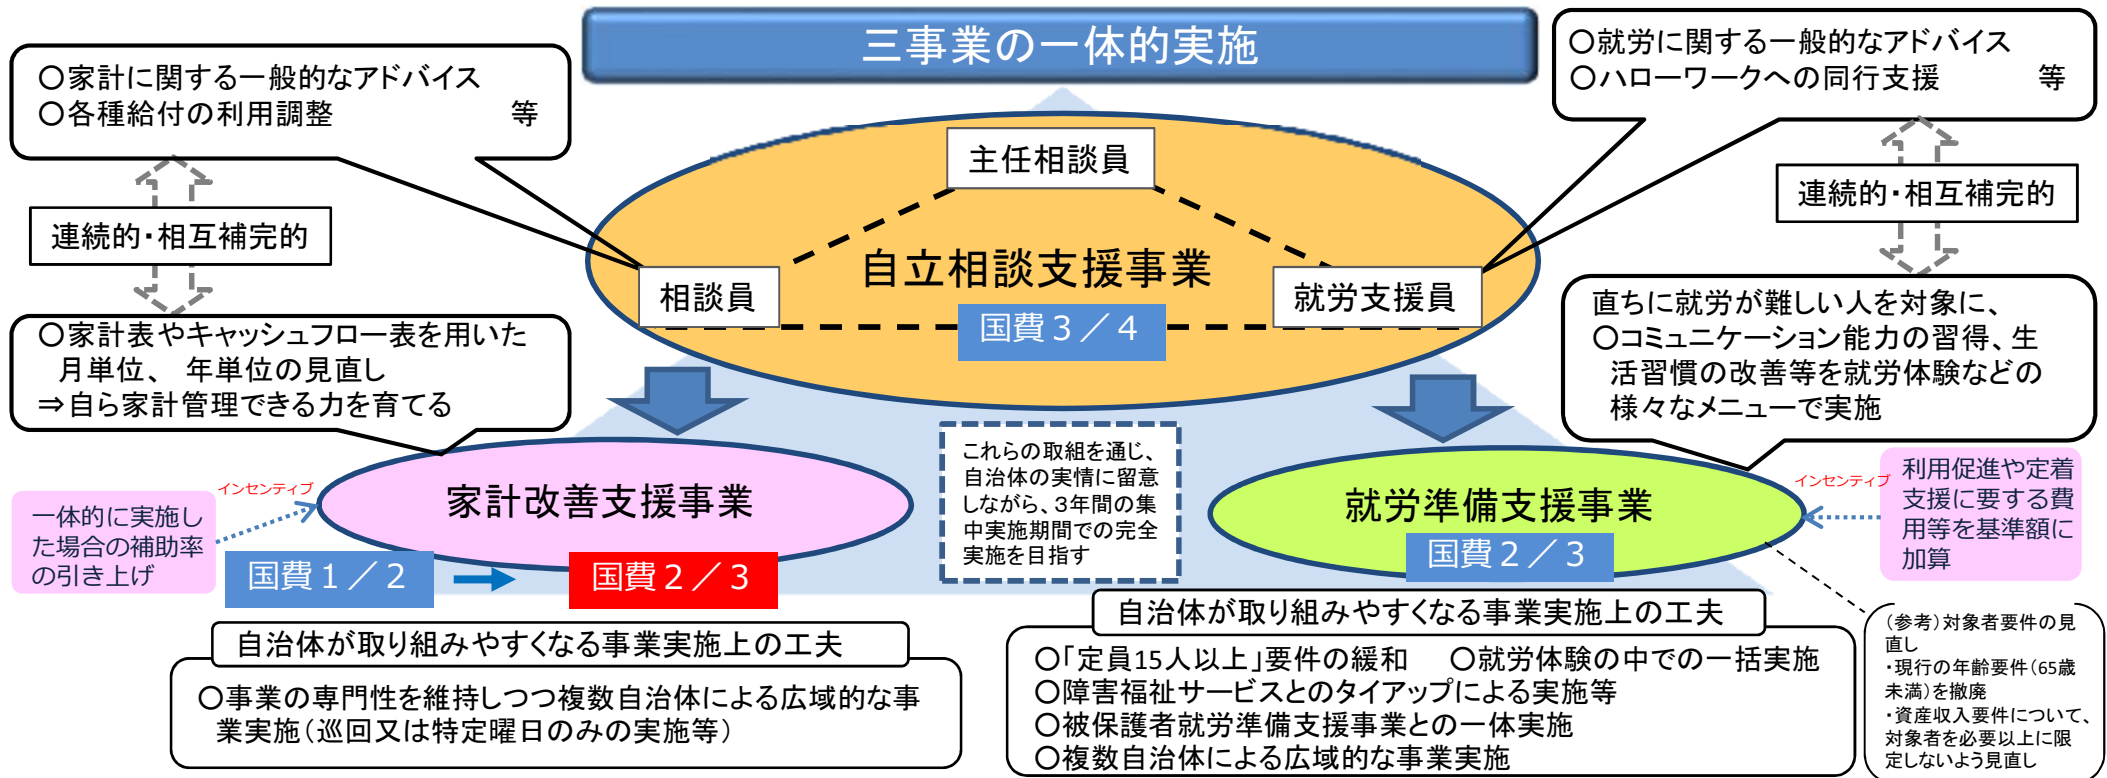 三事業の一体的実施
〇家計に関する一般的なアドバイス
〇各種給付の利用調整　　　　　　等
〇就労に関する一般的なアドバイス
〇ハローワークへの同行支援　　　等
連続的・相互補完的
連続的・相互補完的
主任相談員
自立相談支援事業
相談員
就労支援員
国費３／４
〇家計表やキャッシュフロー表を用いた
月単位、 年単位の見直し
⇒自ら家計管理できる力を育てる
直ちに就労が難しい人を対象に、
〇コミュニケーション能力の習得、生
活習慣の改善等を就労体験などの
様々なメニューで実施
これらの取組を通じ、
自治体の実情に留意
しながら、３年間の集
中実施期間での完全
実施を目指す
インセンティブ
一体的に実施し
た場合の補助率
の引き上げ
家計改善支援事業
国費１／２
国費２／３
就労準備支援事業
国費２／３
インセンティブ
利用促進や定着
支援に要する費
用等を基準額に
加算
自治体が取り組みやすくなる事業実施上の工夫
〇事業の専門性を維持しつつ複数自治体による広域的な事
業実施（巡回又は特定曜日のみの実施等）
自治体が取り組みやすくなる事業実施上の工夫
〇「定員15人以上」要件の緩和　〇就労体験の中での一括実施
〇障害福祉サービスとのタイアップによる実施等
〇被保護者就労準備支援事業との一体実施
〇複数自治体による広域的な事業実施
（参考）対象者要件の見
直し
・現行の年齢要件（65歳
未満）を撤廃
・資産収入要件について、
対象者を必要以上に限
定しないよう見直し